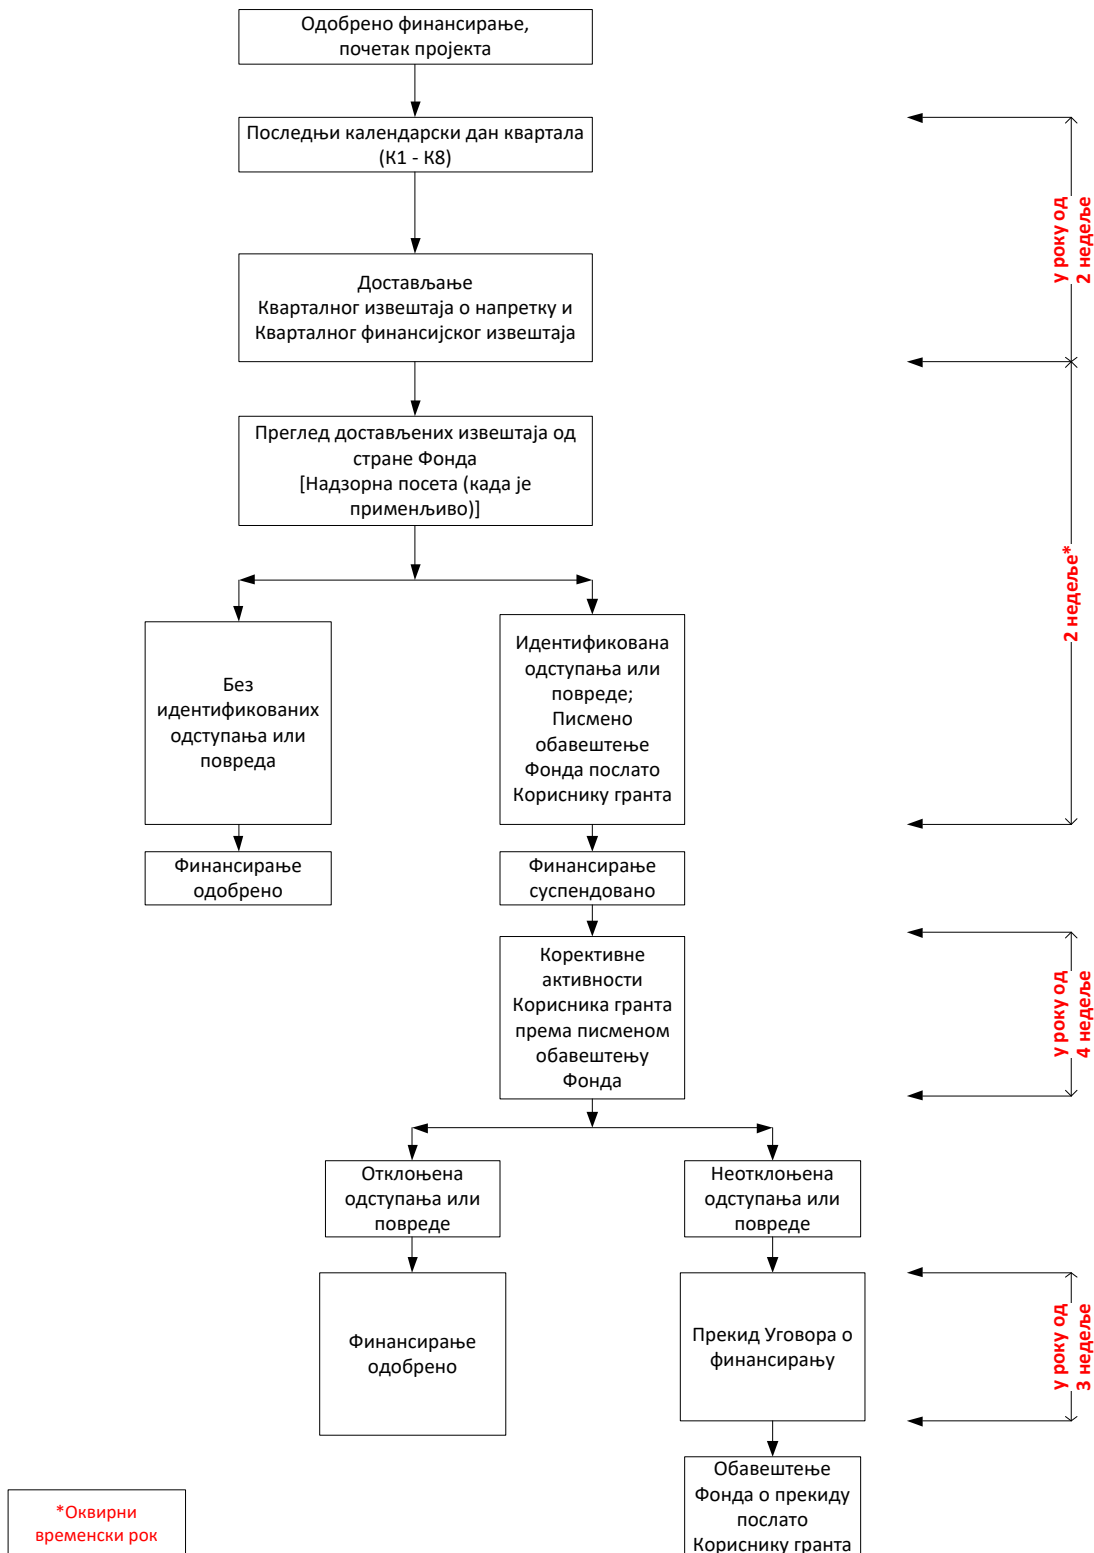 Одобрено финансирање,
почетак пројекта
Последњи календарски дан квартала
(К1 - К8)
у року од
2 недеље
Достављање
Кварталног извештаја о напретку и
Кварталног финансијског извештаја
Преглед достављених извештаја од
стране Фонда
[Надзорна посета (када је
применљиво)]
2 недеље*
Без
идентификованих
одступања или
повреда
Идентификована
одступања или
повреде;
Писмено
обавештење
Фонда послато
Кориснику гранта
Финансирање
одобрено
Финансирање
суспендовано
Корективне
активности
Корисника гранта
према писменом
обавештењу
Фонда
у року од
4 недеље
Отклоњена
одступања или
повреде
Неотклоњена
одступања или
повреде
Финансирање
одобрено
Прекид Уговора о
финансирању
у року од
3 недеље
Обавештење
Фонда о прекиду
послато
Кориснику гранта
*Оквирни
временски рок